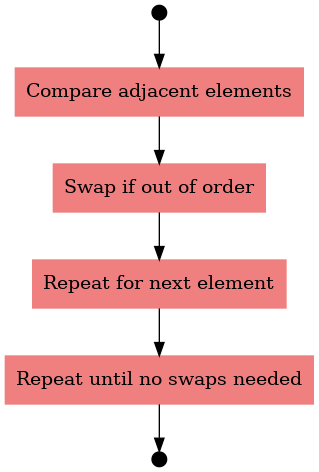 Compare adjacent elements
Swap if out of order
Repeat for next element
Repeat until no swaps needed